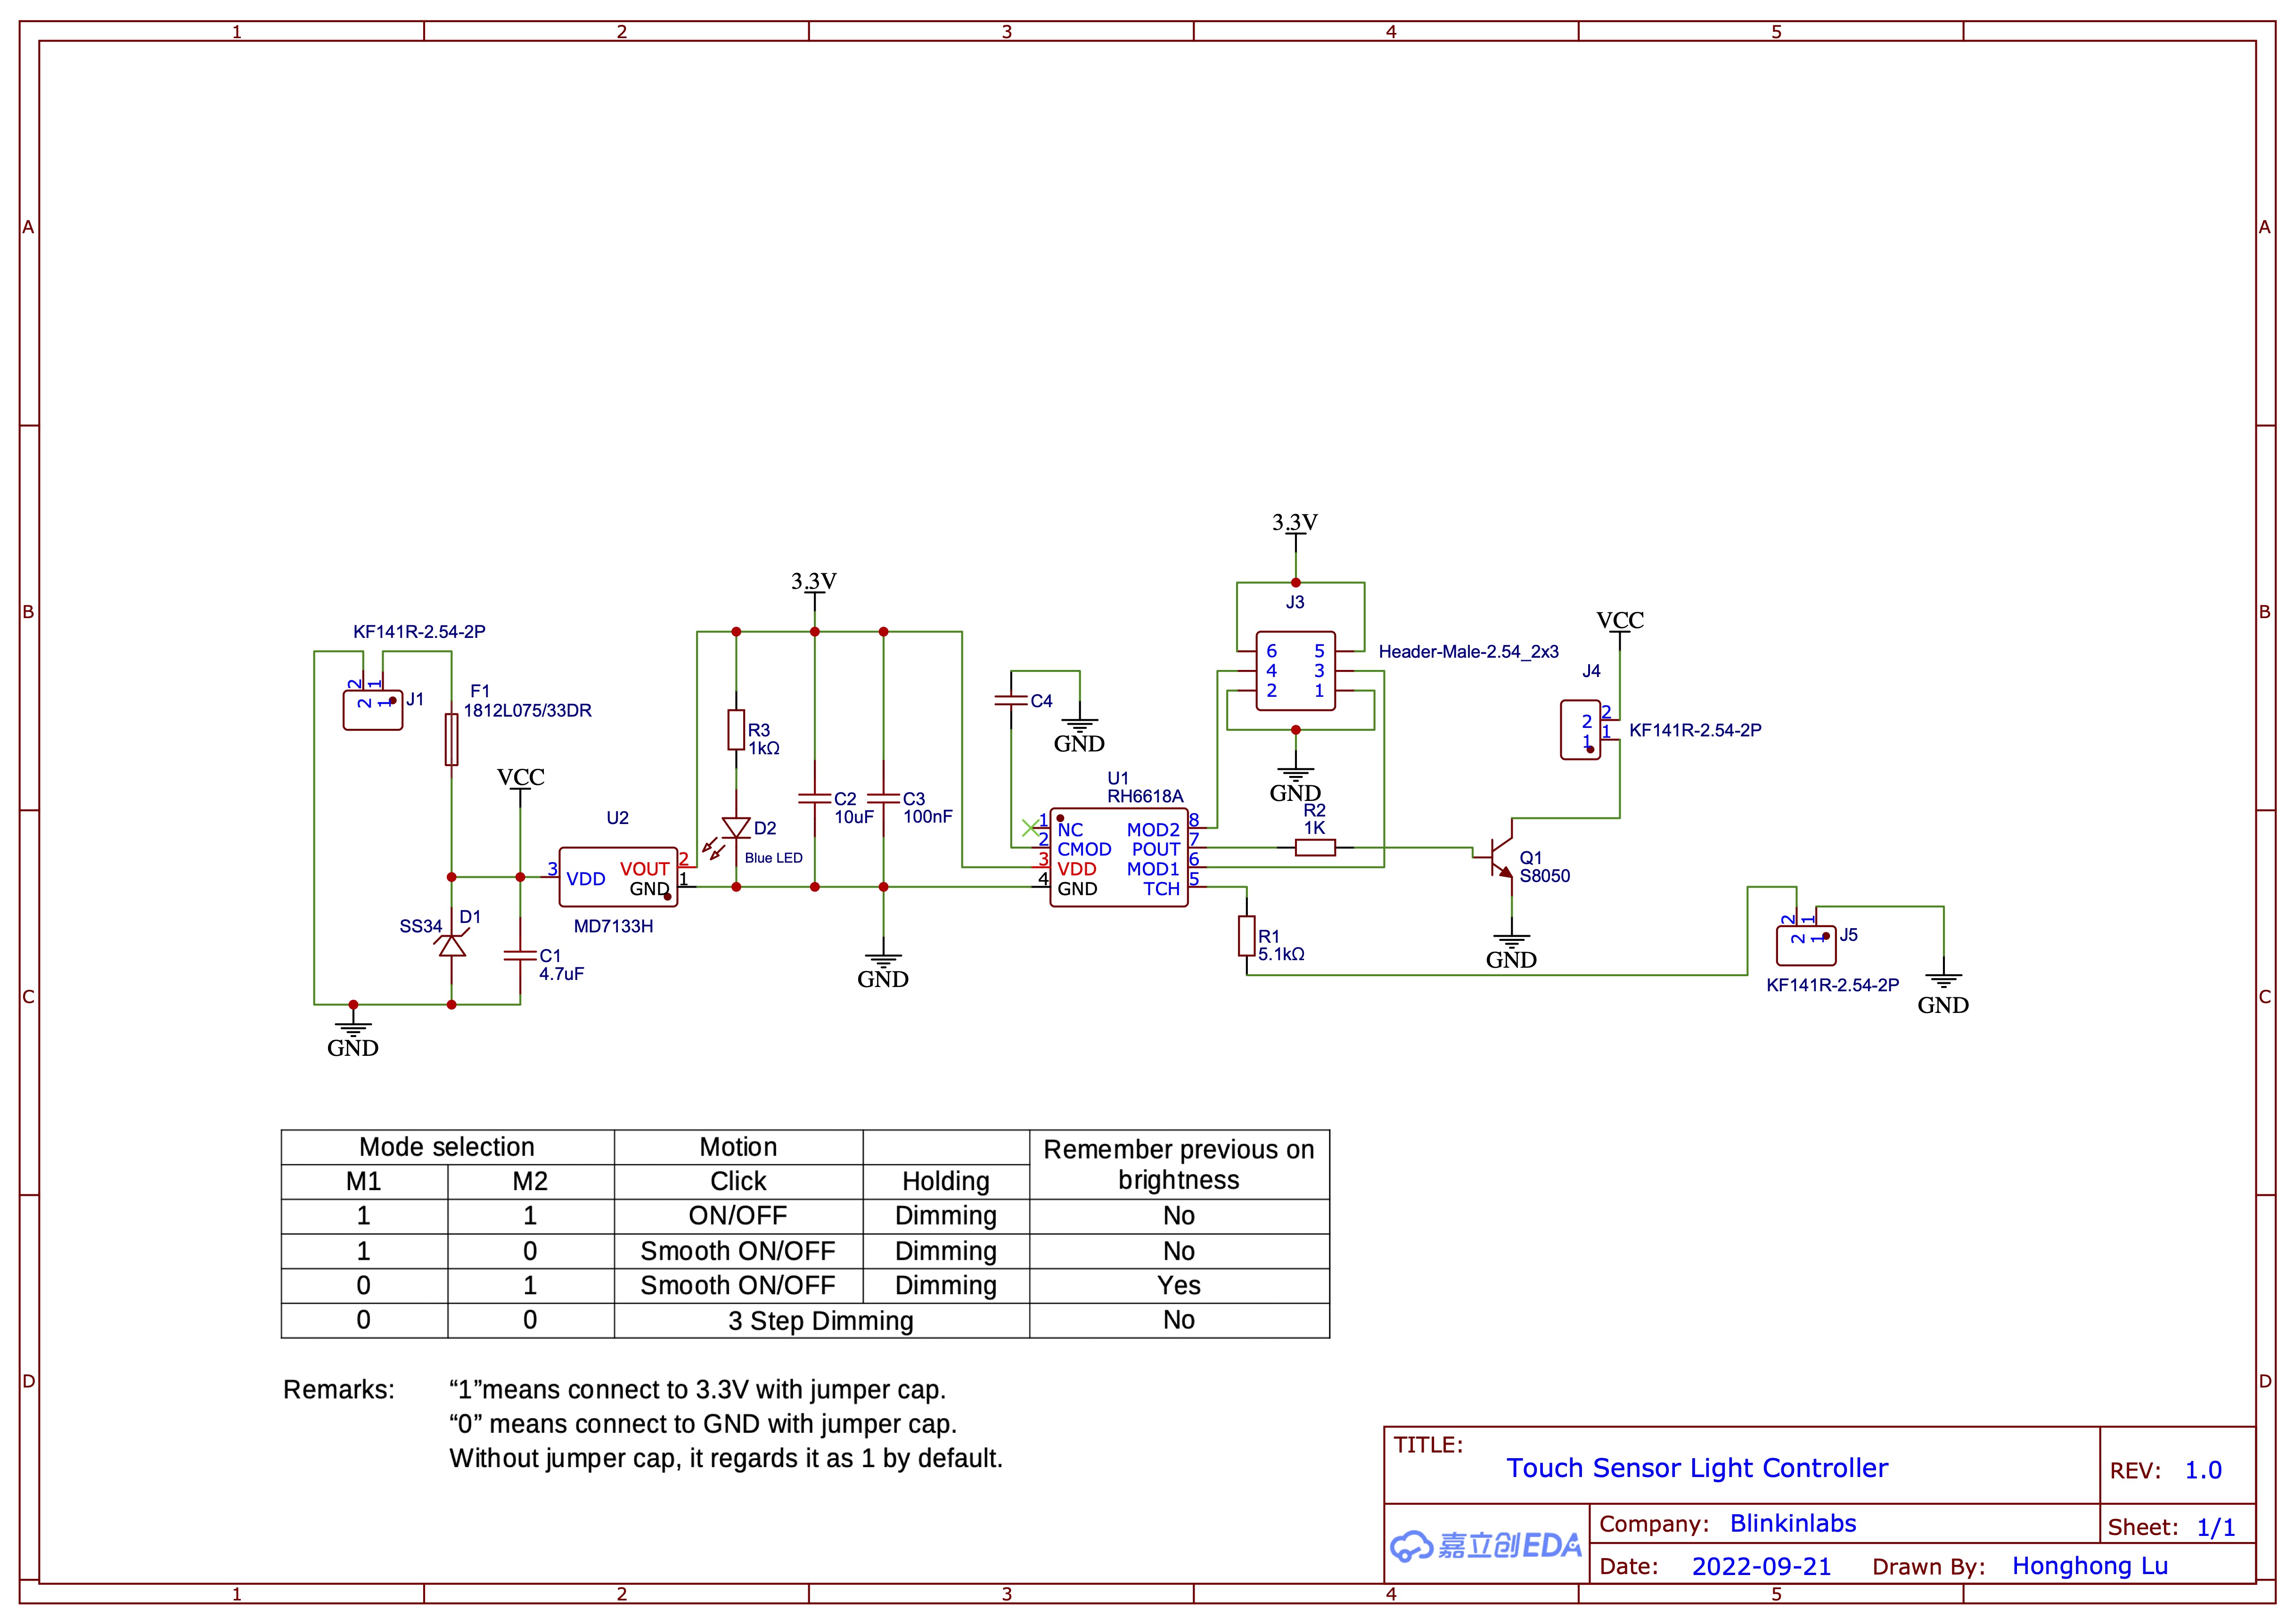 1 2 3 4 5
A A
3.3V
3.3V
B J3 VCC B
KF141R-2.54-2P
6 5 Header-Male-2.54_2x3
4 3 J4
2 1
2 1
2 1 J1
F1
1812L075/33DR
C4
GND
R3
1kΩ
2 2
1 1 KF141R-2.54-2P
VCC
GND
U1
RH6618A
R2
1K
C2
10uF
C3
100nF
U2
D2
Blue LED
1 NC MOD2 8
2 CMOD POUT 7
3 VDD MOD1 6
4 GND TCH 5
3 VDD VOUT 2
GND 1
MD7133H
Q1
S8050
SS34 D1
C1
4.7uF
R1
5.1kΩ
GND
GND
2 1
2 1 J5
KF141R-2.54-2P
C C
GND
GND
Mode selection Motion Remember previous on
brightness
M1 M2 Click Holding
1 1 ON/OFF Dimming No
1 0 Smooth ON/OFF Dimming No
0 1 Smooth ON/OFF Dimming Yes
0 0 3 Step Dimming No
D D
Remarks: “1”means connect to 3.3V with jumper cap.
“0” means connect to GND with jumper cap.
Without jumper cap, it regards it as 1 by default.
TITLE:
Touch Sensor Light Controller
REV: 1.0
嘉立创EDA
Company: Blinkinlabs
Sheet: 1/1
Date: 2022-09-21 Drawn By: Honghong Lu
1 2 3 4 5